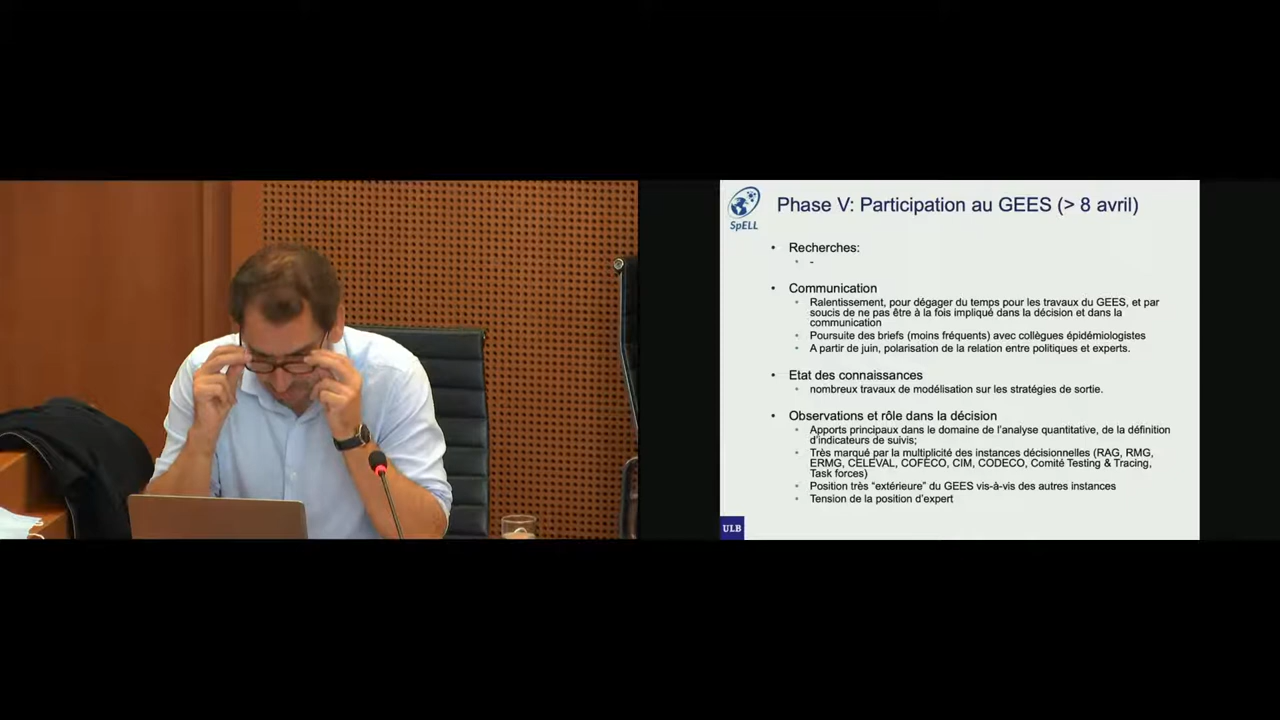 Phase V: Participation au GEES (> 8 avril)
SpELL
• Recherches:
• -
• Communication
• Ralentissement, pour dégager du temps pour les travaux du GEES, et par
soucis de ne pas être à la fois impliqué dans la décision et dans la
communication
• Poursuite des briefs (moins fréquents) avec collègues épidémiologistes
• A partir de juin, polarisation de la relation entre politiques et experts.
• Etat des connaissances
• nombreux travaux de modélisation sur les stratégies de sortie.
• Observations et rôle dans la décision
• Apports principaux dans le domaine de l'analyse quantitative, de la définition
d'indicateurs de suivis;
• Très marqué par la multiplicité des instances décisionnelles (RAG, RMG,
ERMG, CELEVAL, COFECO, CIM, CODECO, Comité Testing & Tracing,
Task forces)
• Position très "extérieure" du GEES vis-à-vis des autres instances
• Tension de la position d'expert
ULB